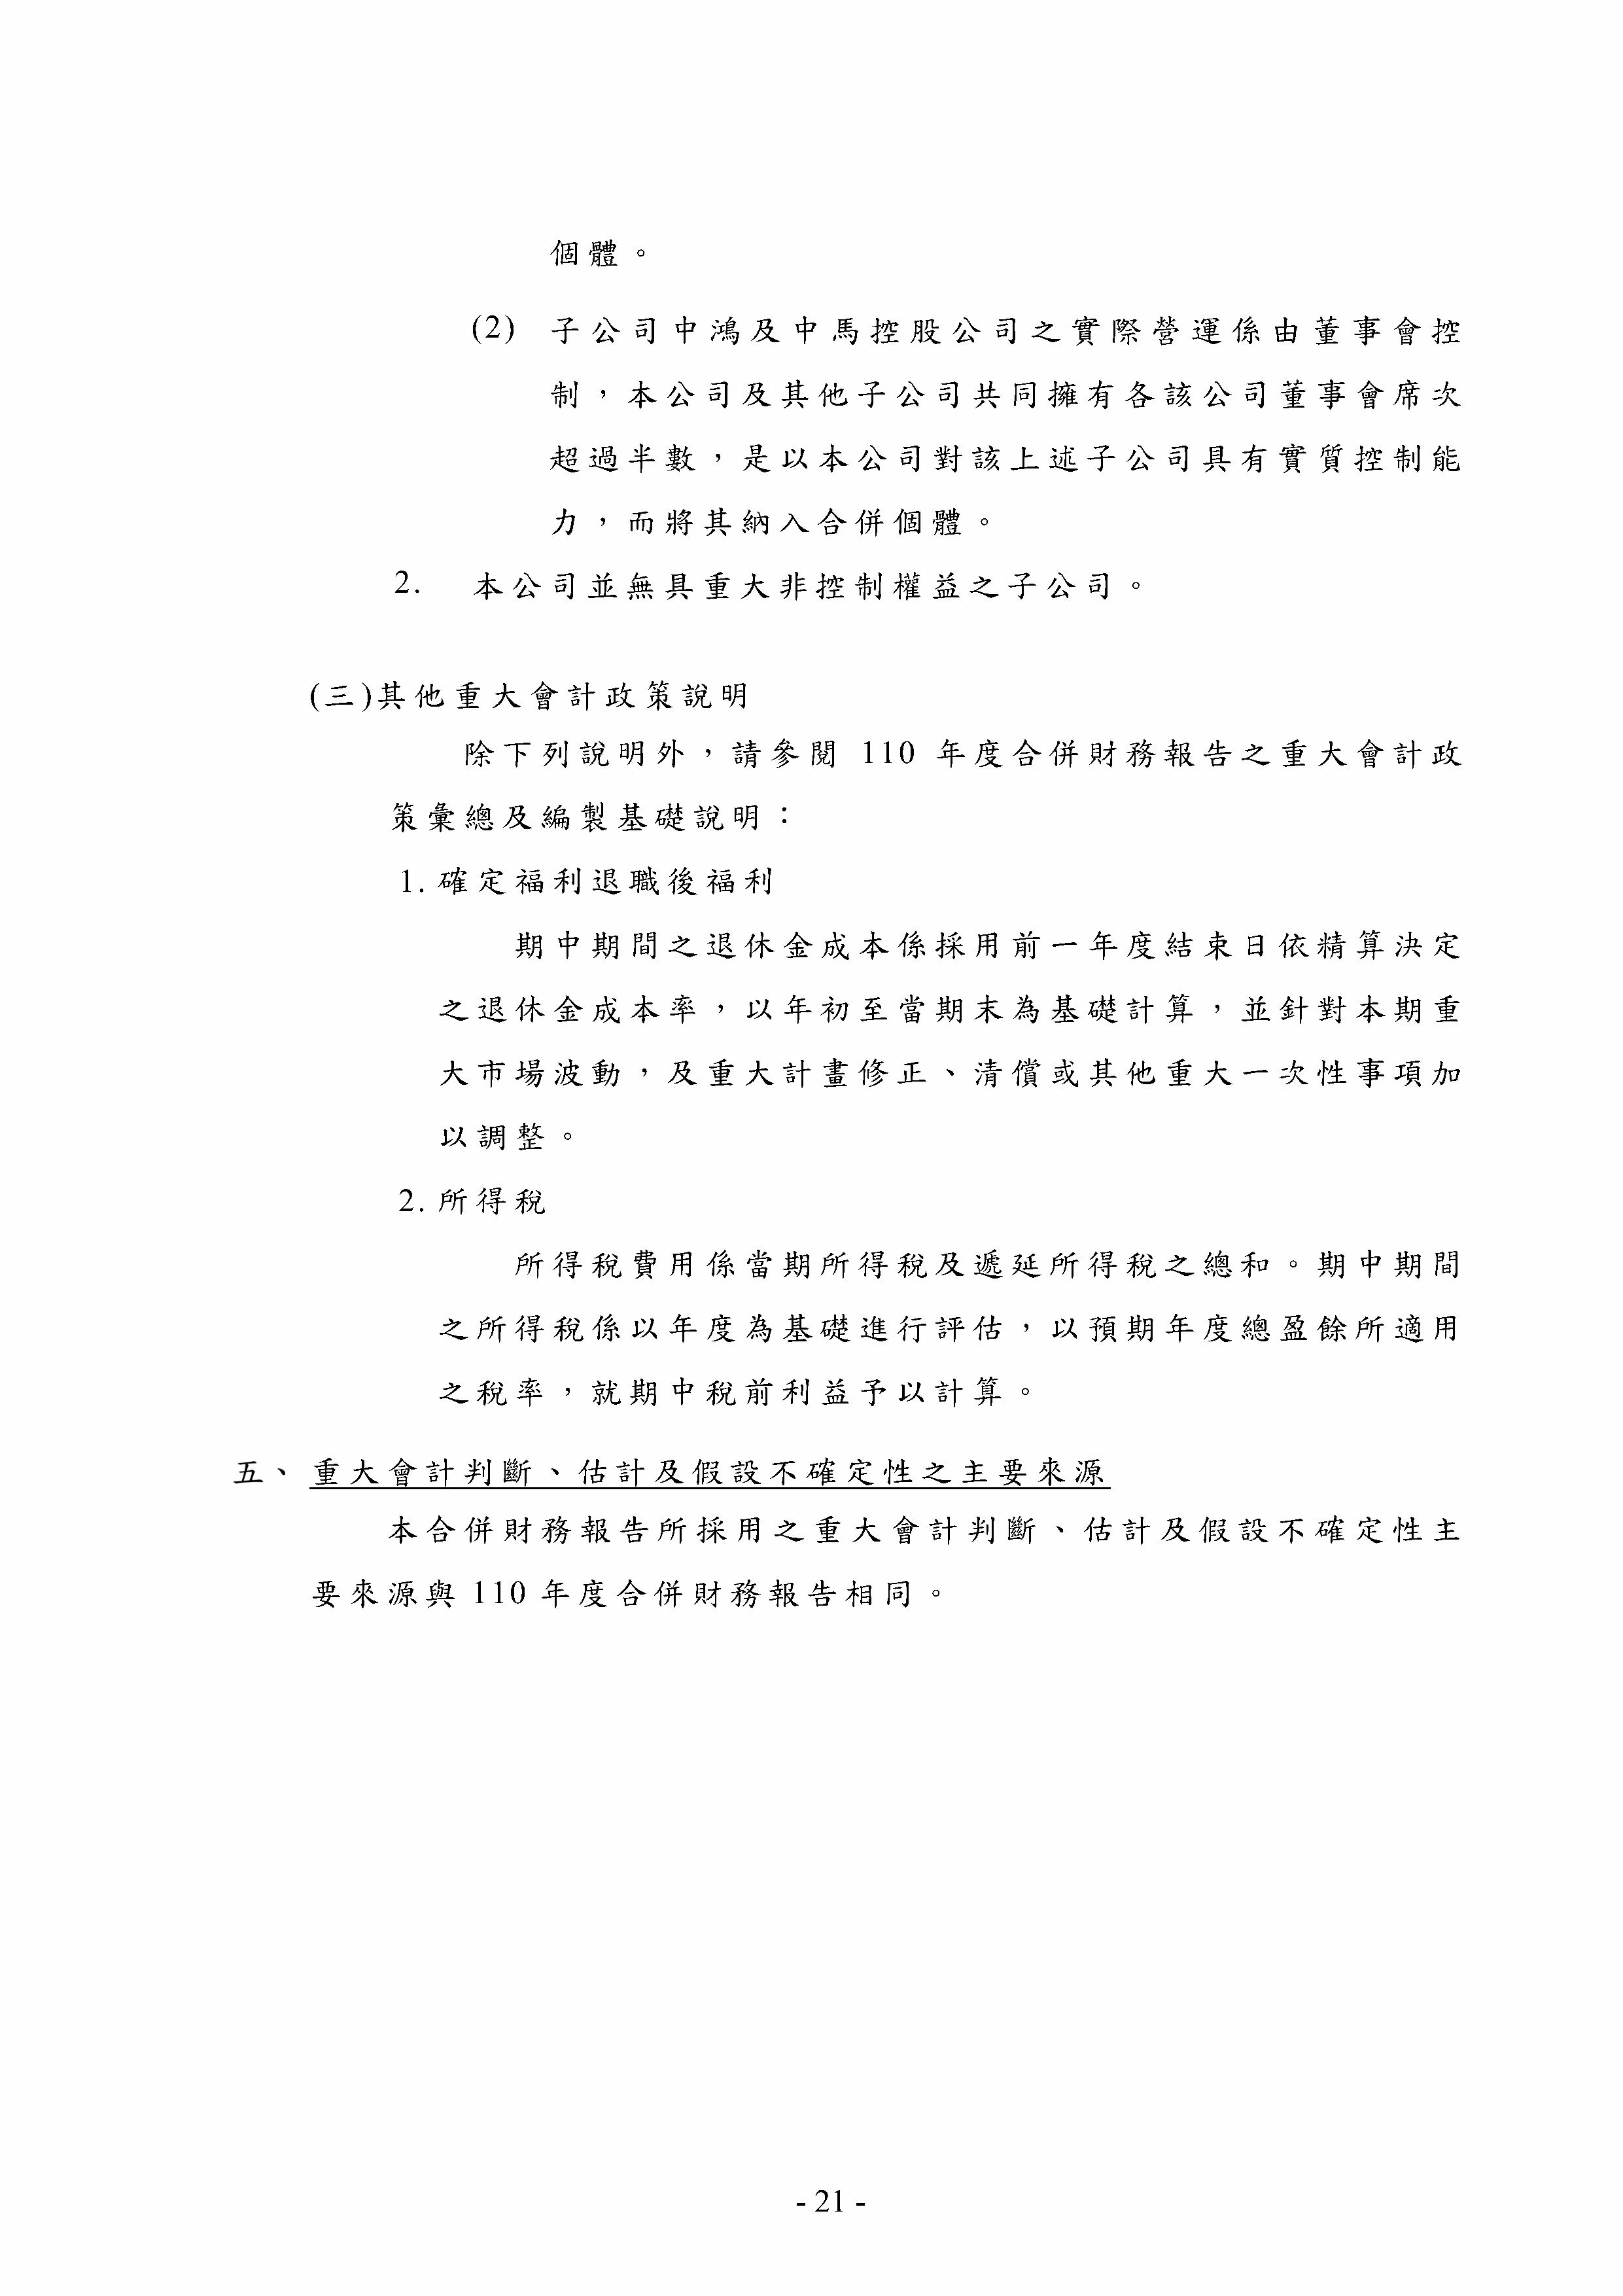 個體。
(2) 子公司中鴻及中馬控股公司之實際營運係由董事會控
制，本公司及其他子公司共同擁有各該公司董事會席次
超過半數，是以本公司對該上述子公司具有實質控制能
力，而將其納入合併個體。
2. 本公司並無具重大非控制權益之子公司。
(三)其他重大會計政策說明
除下列說明外，請參閱 110 年度合併財務報告之重大會計政
策彙總及編製基礎說明：
1. 確定福利退職後福利
期中期間之退休金成本係採用前一年度結束日依精算決定
之退休金成本率，以年初至當期末為基礎計算，並針對本期重
大市場波動，及重大計畫修正、清償或其他重大一次性事項加
以調整。
2. 所得稅
所得稅費用係當期所得稅及遞延所得稅之總和。期中期間
之所得稅係以年度為基礎進行評估，以預期年度總盈餘所適用
之稅率，就期中稅前利益予以計算。
五、重大會計判斷、估計及假設不確定性之主要來源
本合併財務報告所採用之重大會計判斷、估計及假設不確定性主
要來源與 110 年度合併財務報告相同。
- 21 -